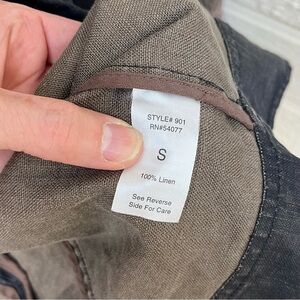 STYLE# 901
RN#54077
S
100% Linen
See Reverse
Side For Care